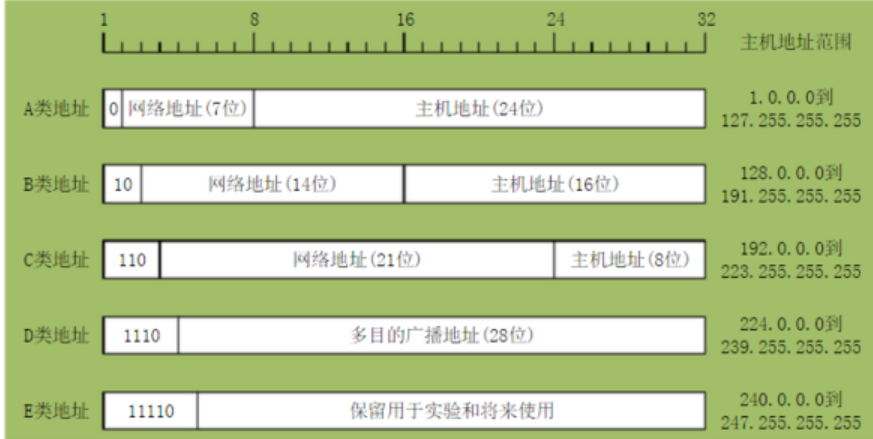 1 8 16 24 32
主机地址范围
A类地址 0 网络地址(7位) 主机地址(24位) 1.0.0.0到
127.255.255.255
B类地址 10 网络地址(14位) 主机地址(16位) 128.0.0.0到
191.255.255.255
C类地址 110 网络地址(21位) 主机地址(8位) 192.0.0.0到
223.255.255.255
D类地址 1110 多目的广播地址(28位) 224.0.0.0到
239.255.255.255
E类地址 11110 保留用于实验和将来使用 240.0.0.0到
247.255.255.255